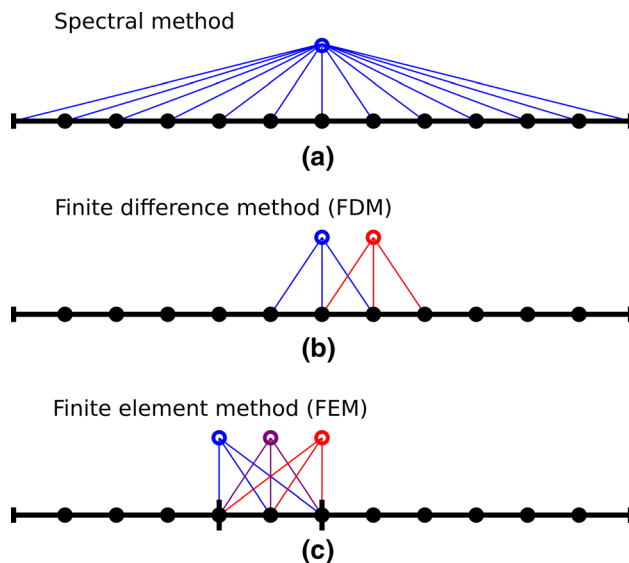 Spectral method
(a)
Finite difference method (FDM)
(b)
Finite element method (FEM)
(c)